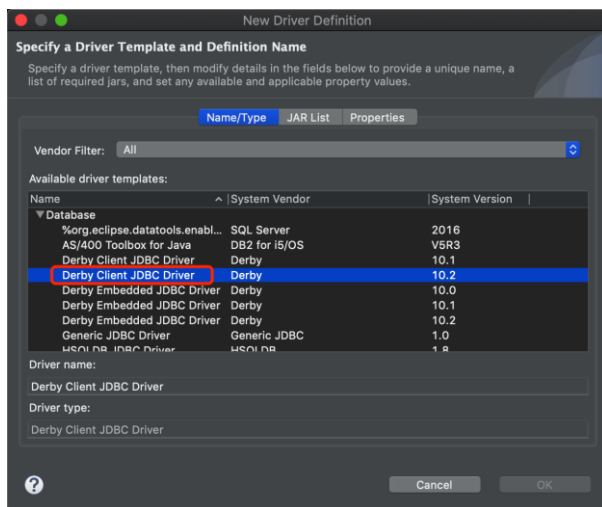 New Driver Definition
Specify a Driver Template and Definition Name
Specify a driver template, then modify details in the fields below to provide a unique name, a
list of required jars, and set any available and applicable property values.
Name/Type JAR List Properties
Vendor Filter: All
Available driver templates:
Name System Vendor System Version
Database
%org.eclipse.datatools.enabl... SQL Server 2016
AS/400 Toolbox for Java DB2 for i5/OS V5R3
Derby Client JDBC Driver Derby 10.1
Derby Client JDBC Driver Derby 10.2
Derby Embedded JDBC Driver Derby 10.0
Derby Embedded JDBC Driver Derby 10.1
Derby Embedded JDBC Driver Derby 10.2
Generic JDBC Driver Generic JDBC 1.0
HSQLDB JDBC Driver HSQLDB 1.8
Driver name:
Derby Client JDBC Driver
Driver type:
Derby Client JDBC Driver
? Cancel OK